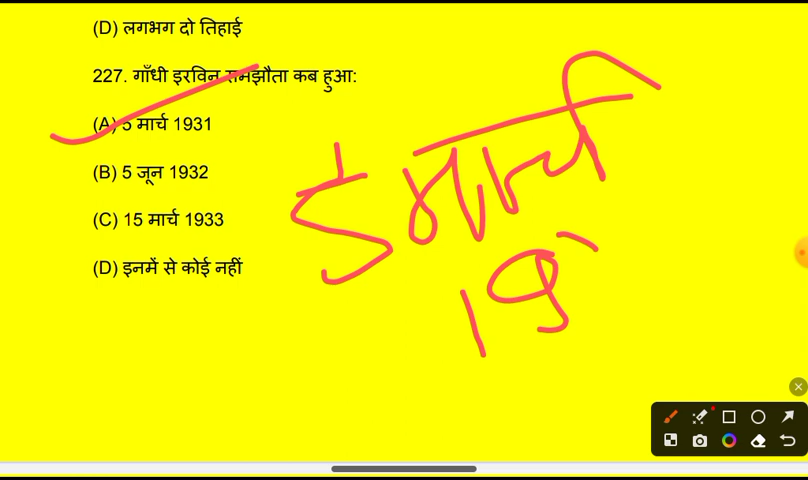 (D) लगभग दो तिहाई
227. गाँधी इरविन समझौता कब हुआ:
(A) 5 मार्च 1931
(B) 5 जून 1932
(C) 15 मार्च 1933
(D) इनमें से कोई नहीं
5 मार्च
19